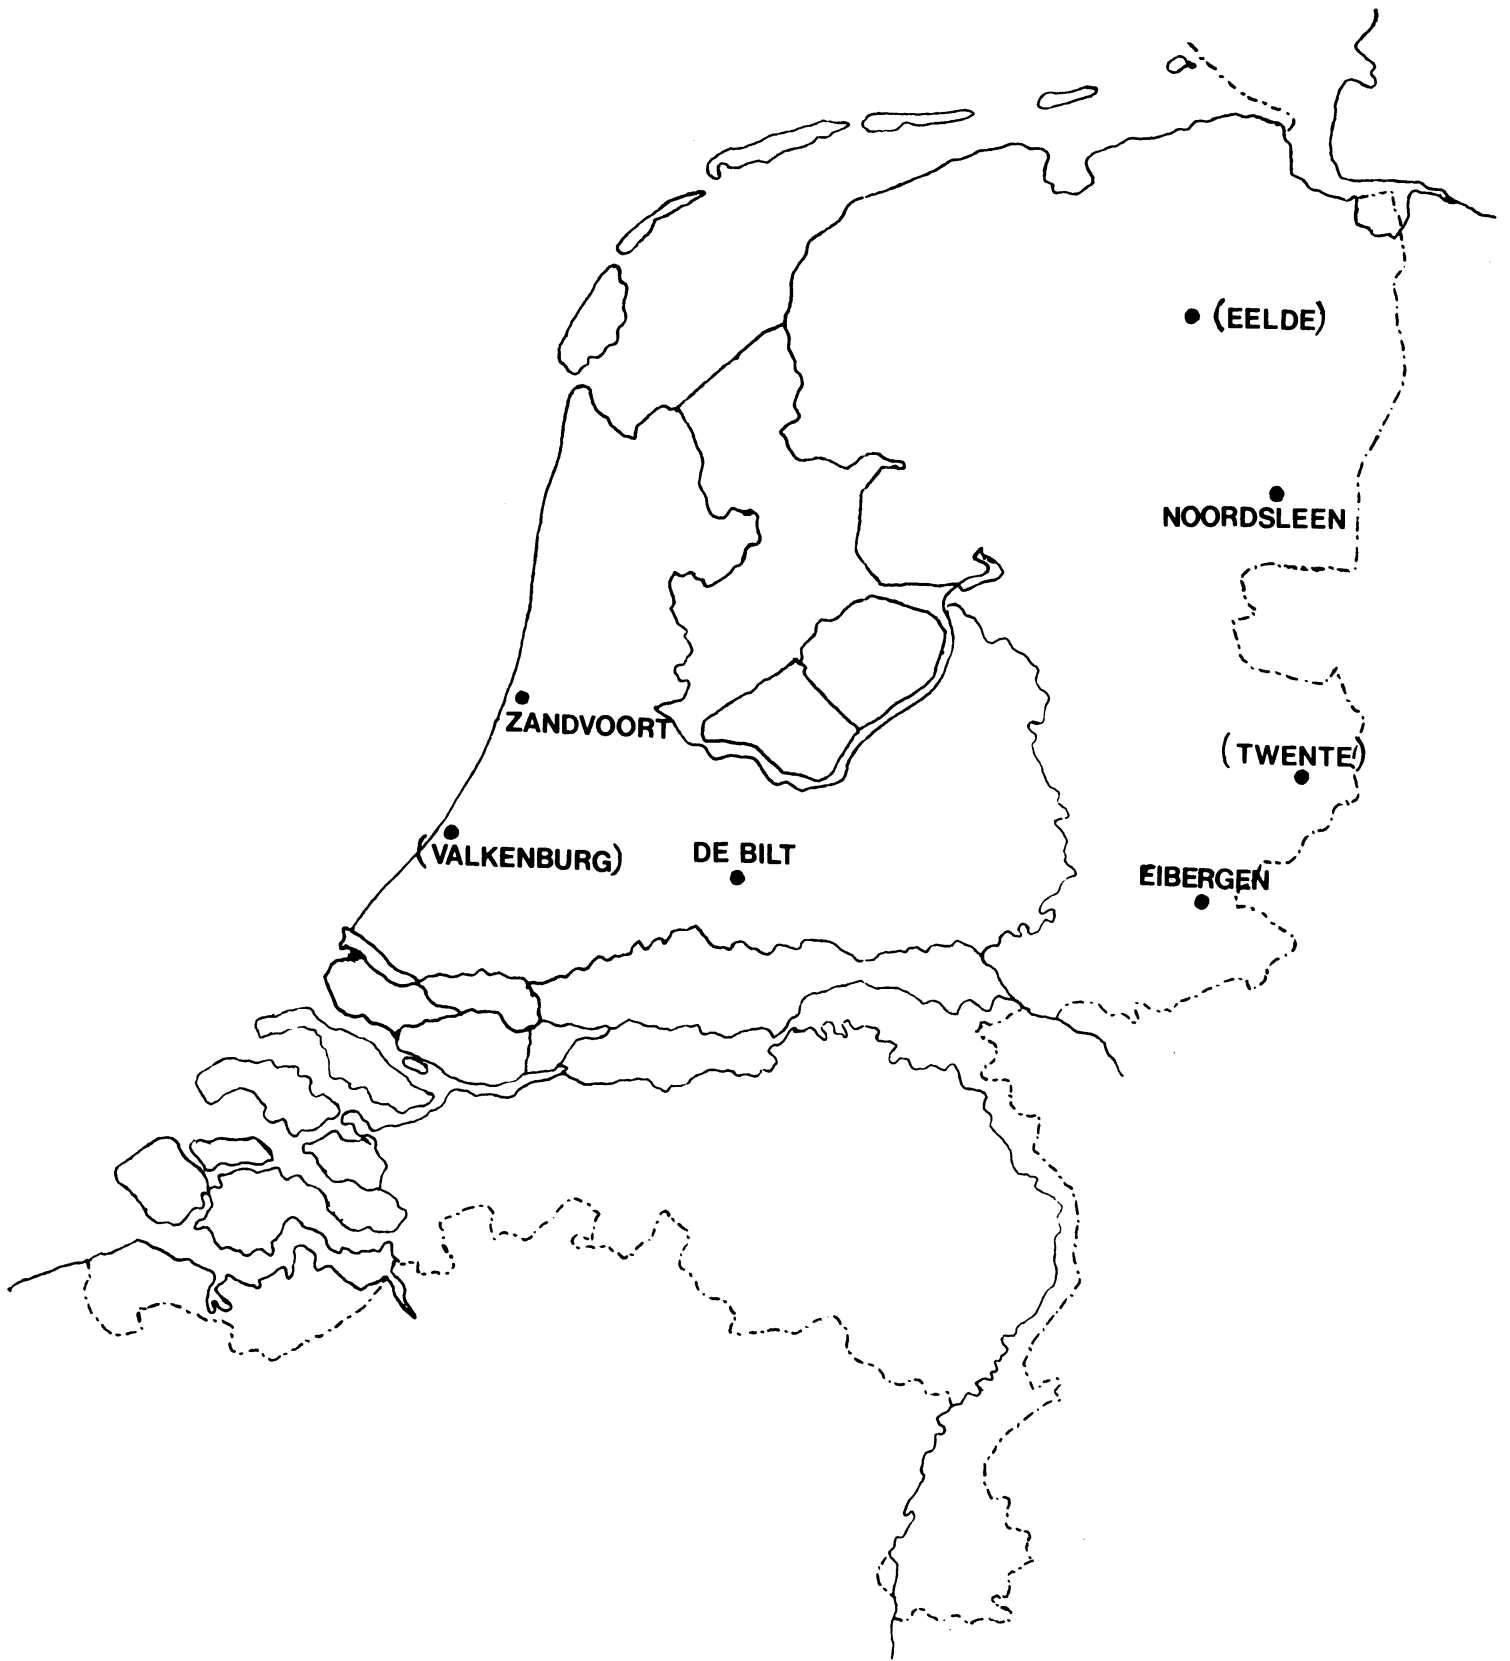 (EELDE)
NOORDSLEEN
ZANDVOORT
(TWENTE)
(VALKENBURG)
DE BILT
EIBERGEN